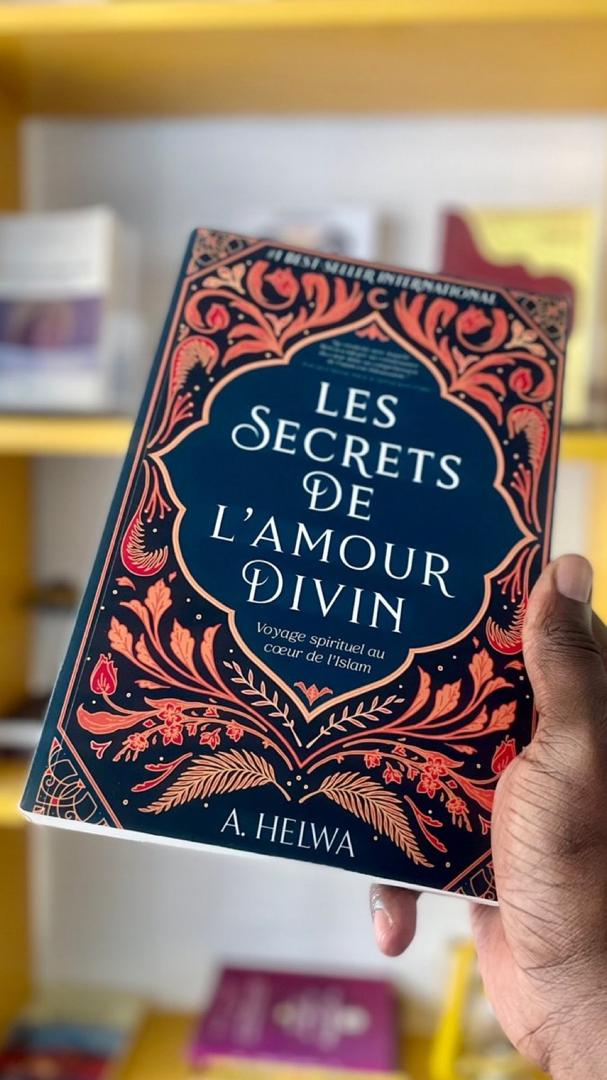 #1 BEST-SELLER INTERNATIONAL
LES
SECRETS
DE
L'AMOUR
DIVIN
Voyage spirituel au
cœur de l'Islam
A. HELWA